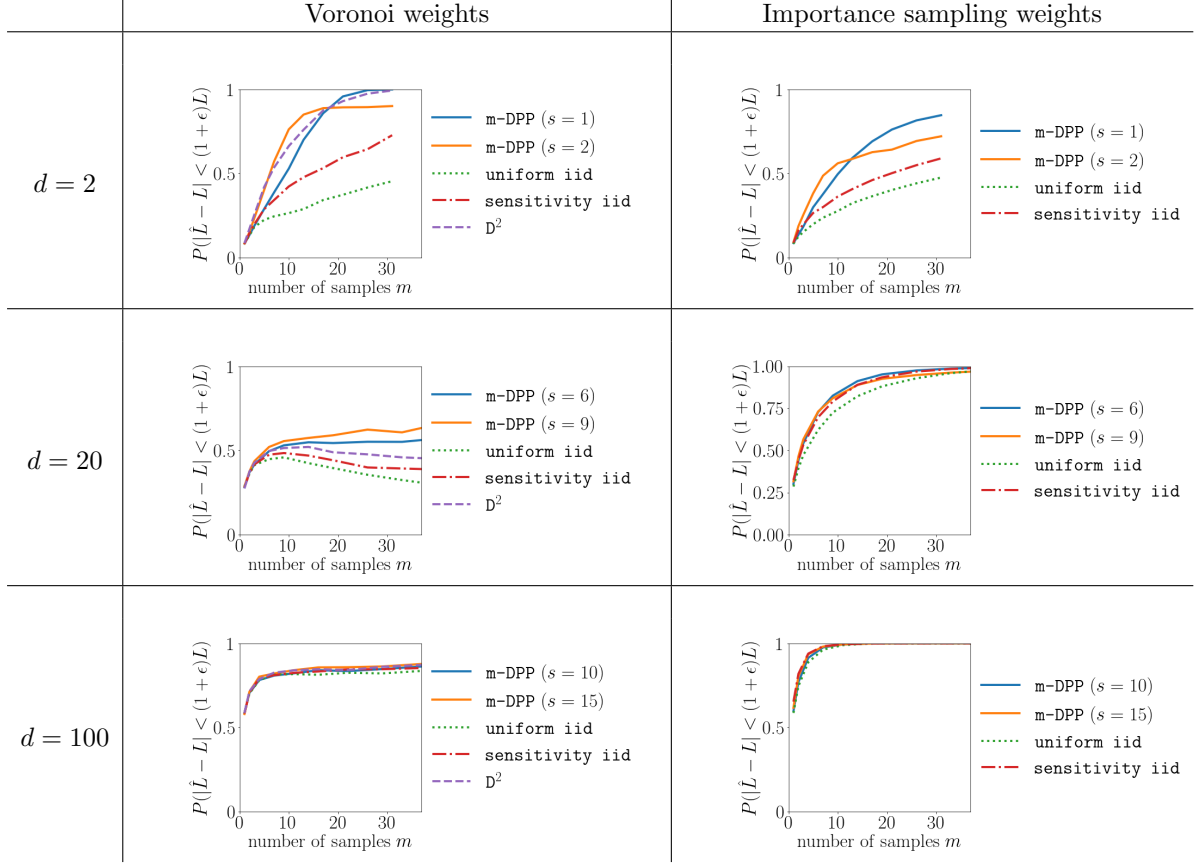 Voronoi weights
Importance sampling weights
d = 2
P(|L̂ − L| < (1 + ϵ)L)
1
0.5
0
0 10 20 30
number of samples m
m-DPP (s = 1)
m-DPP (s = 2)
uniform iid
sensitivity iid
D²
P(|L̂ − L| < (1 + ϵ)L)
1
0.5
0
0 10 20 30
number of samples m
m-DPP (s = 1)
m-DPP (s = 2)
uniform iid
sensitivity iid
d = 20
P(|L̂ − L| < (1 + ϵ)L)
1
0.5
0
0 10 20 30
number of samples m
m-DPP (s = 6)
m-DPP (s = 9)
uniform iid
sensitivity iid
D²
P(|L̂ − L| < (1 + ϵ)L)
1.00
0.75
0.50
0.25
0.00
0 10 20 30
number of samples m
m-DPP (s = 6)
m-DPP (s = 9)
uniform iid
sensitivity iid
d = 100
P(|L̂ − L| < (1 + ϵ)L)
1
0.5
0
0 10 20 30
number of samples m
m-DPP (s = 10)
m-DPP (s = 15)
uniform iid
sensitivity iid
D²
P(|L̂ − L| < (1 + ϵ)L)
1
0.5
0
0 10 20 30
number of samples m
m-DPP (s = 10)
m-DPP (s = 15)
uniform iid
sensitivity iid